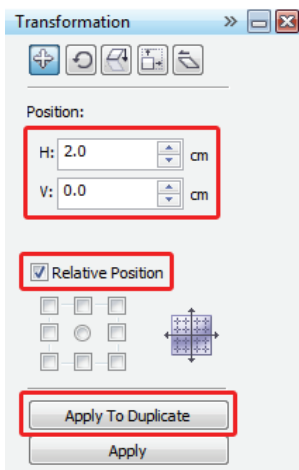 Transformation
Position:
H: 2.0 cm
V: 0.0 cm
Relative Position
Apply To Duplicate
Apply